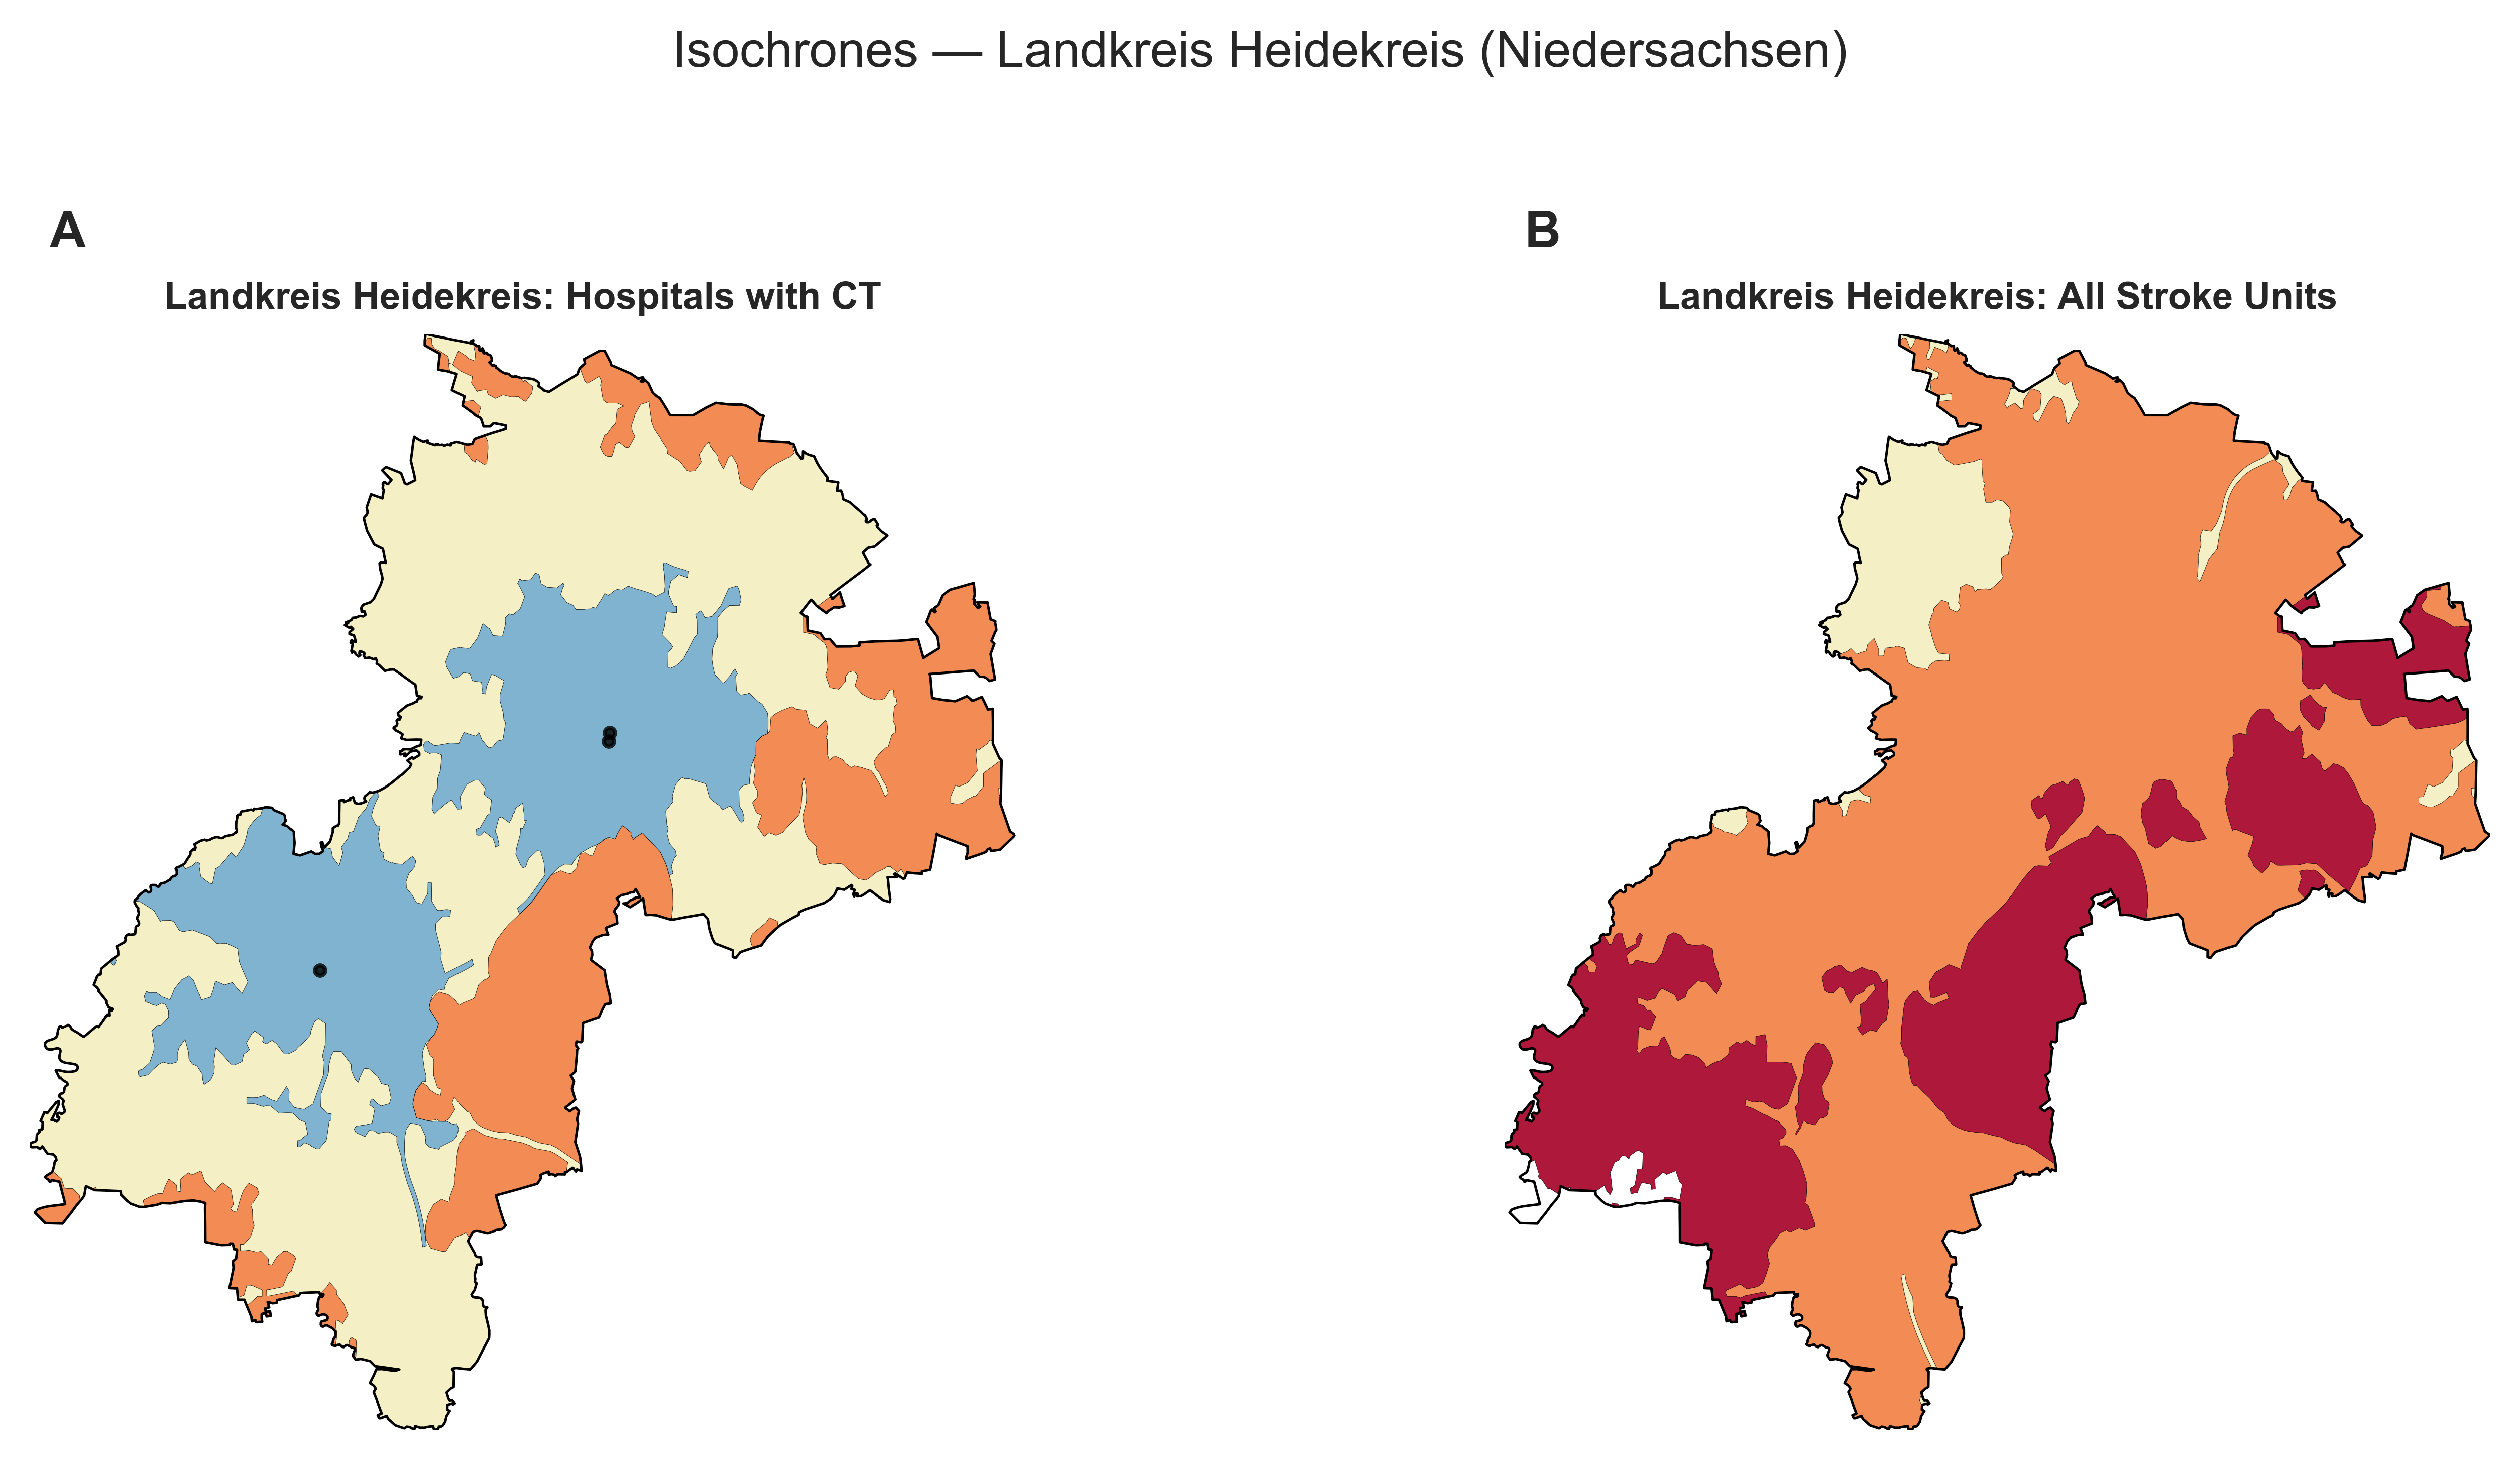 Isochrones — Landkreis Heidekreis (Niedersachsen)
A
B
Landkreis Heidekreis: Hospitals with CT
Landkreis Heidekreis: All Stroke Units